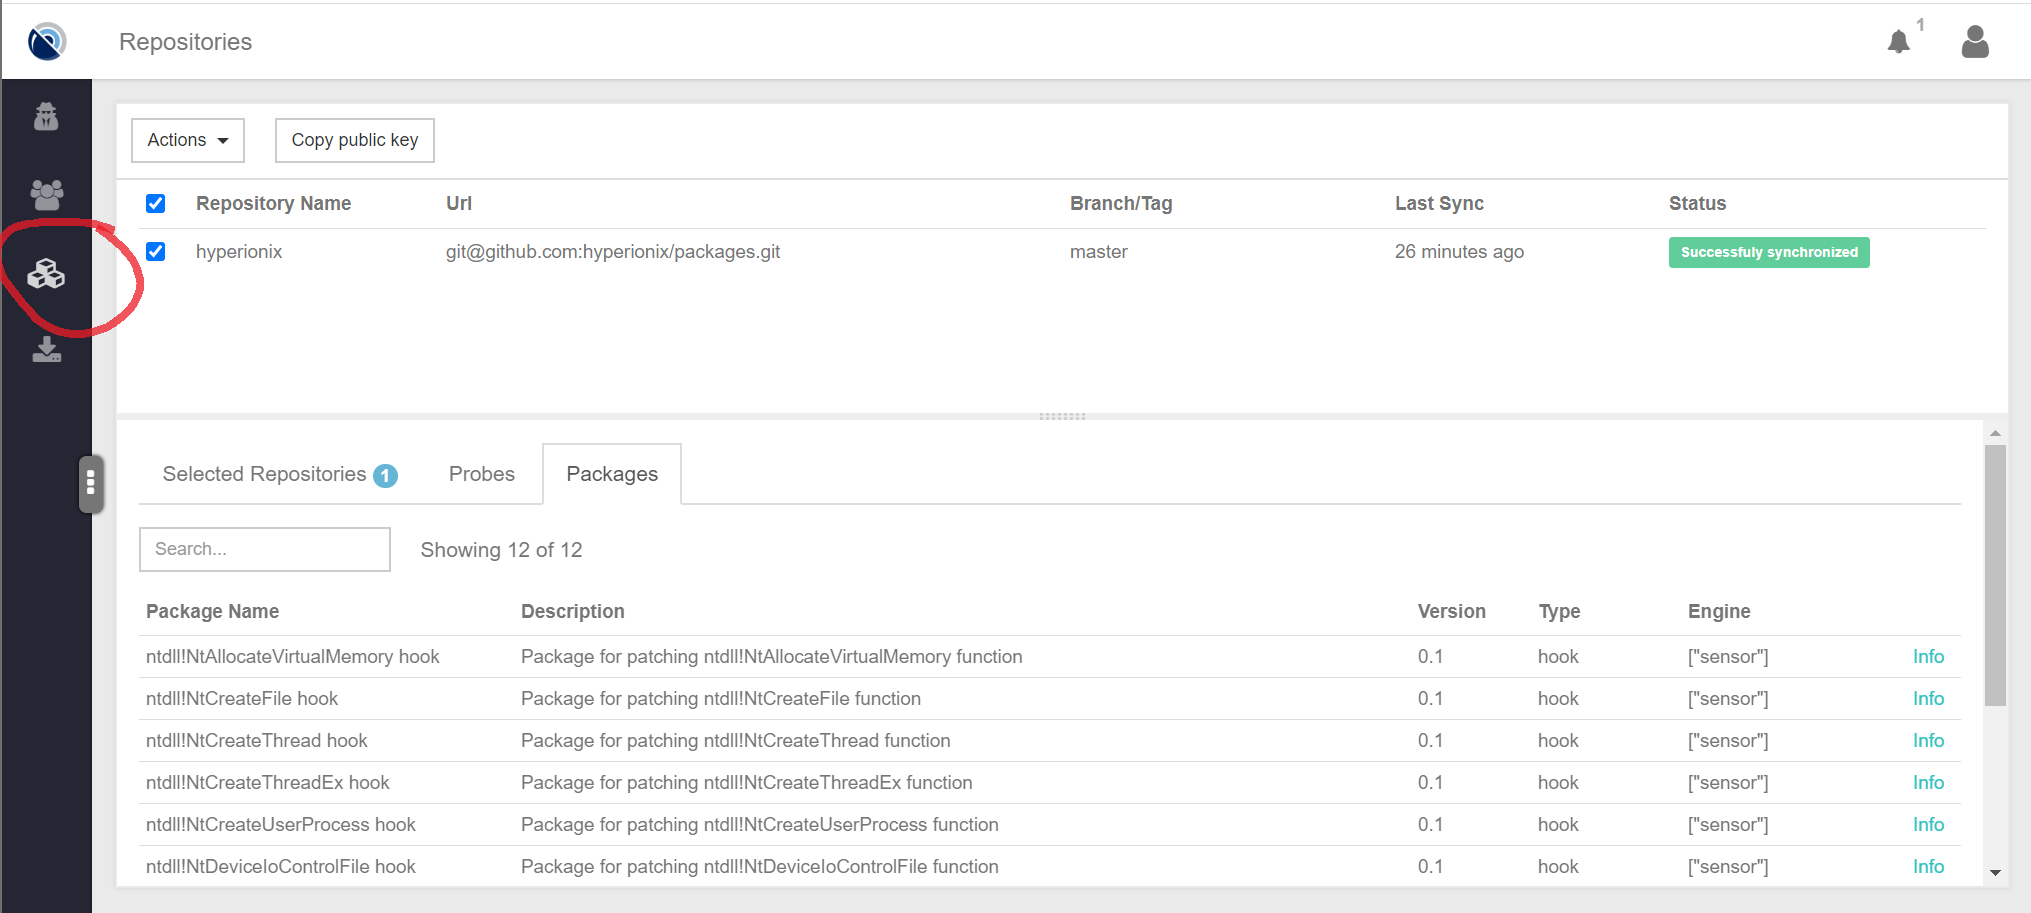 Repositories
1
Actions
Copy public key
Repository Name Url Branch/Tag Last Sync Status
hyperionix git@github.com:hyperionix/packages.git master 26 minutes ago Successfuly synchronized
Selected Repositories 1 Probes Packages
Search... Showing 12 of 12
Package Name Description Version Type Engine
ntdll!NtAllocateVirtualMemory hook Package for patching ntdll!NtAllocateVirtualMemory function 0.1 hook ["sensor"] Info
ntdll!NtCreateFile hook Package for patching ntdll!NtCreateFile function 0.1 hook ["sensor"] Info
ntdll!NtCreateThread hook Package for patching ntdll!NtCreateThread function 0.1 hook ["sensor"] Info
ntdll!NtCreateThreadEx hook Package for patching ntdll!NtCreateThreadEx function 0.1 hook ["sensor"] Info
ntdll!NtCreateUserProcess hook Package for patching ntdll!NtCreateUserProcess function 0.1 hook ["sensor"] Info
ntdll!NtDeviceIoControlFile hook Package for patching ntdll!NtDeviceIoControlFile function 0.1 hook ["sensor"] Info